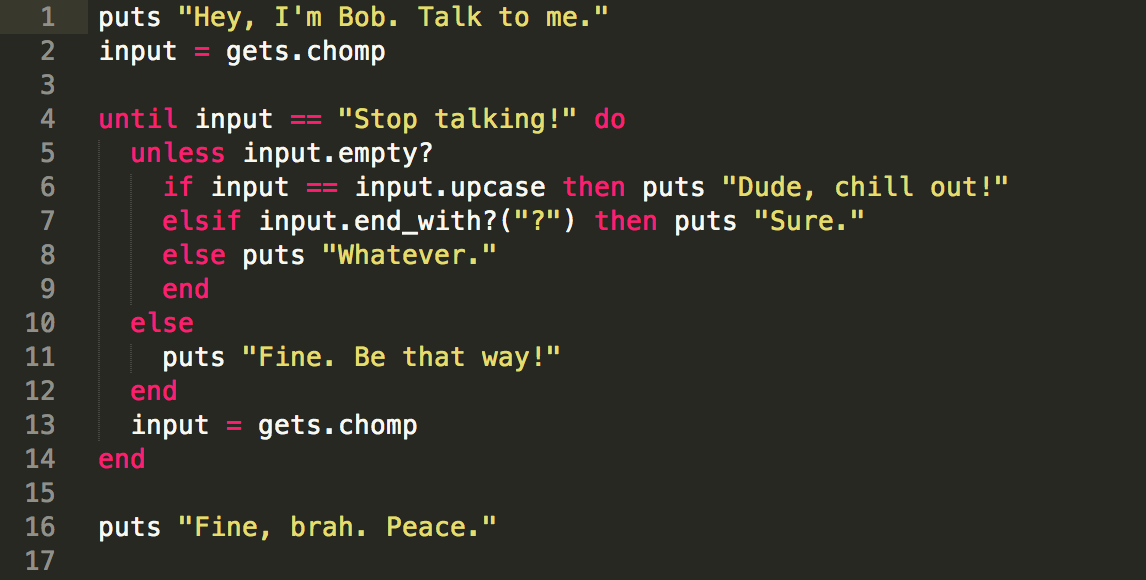 1 puts "Hey, I'm Bob. Talk to me."
2 input = gets.chomp
3
4 until input == "Stop talking!" do
5   unless input.empty?
6     if input == input.upcase then puts "Dude, chill out!"
7     elsif input.end_with?("?") then puts "Sure."
8     else puts "Whatever."
9     end
10   else
11     puts "Fine. Be that way!"
12   end
13   input = gets.chomp
14 end
15
16 puts "Fine, brah. Peace."
17